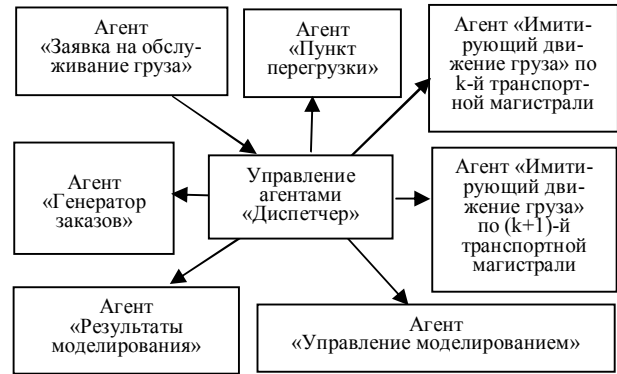 Агент
«Заявка на обслу-
живание груза»
Агент
«Пункт
перегрузки»
Агент «Имити-
рующий дви-
жение груза» по
k-й транспорт-
ной магистрали
Агент
«Генератор
заказов»
Управление
агентами
«Диспетчер»
Агент «Имити-
рующий дви-
жение груза»
по (k+1)-й
транспортной
магистрали
Агент
«Результаты
моделирования»
Агент
«Управление моделированием»